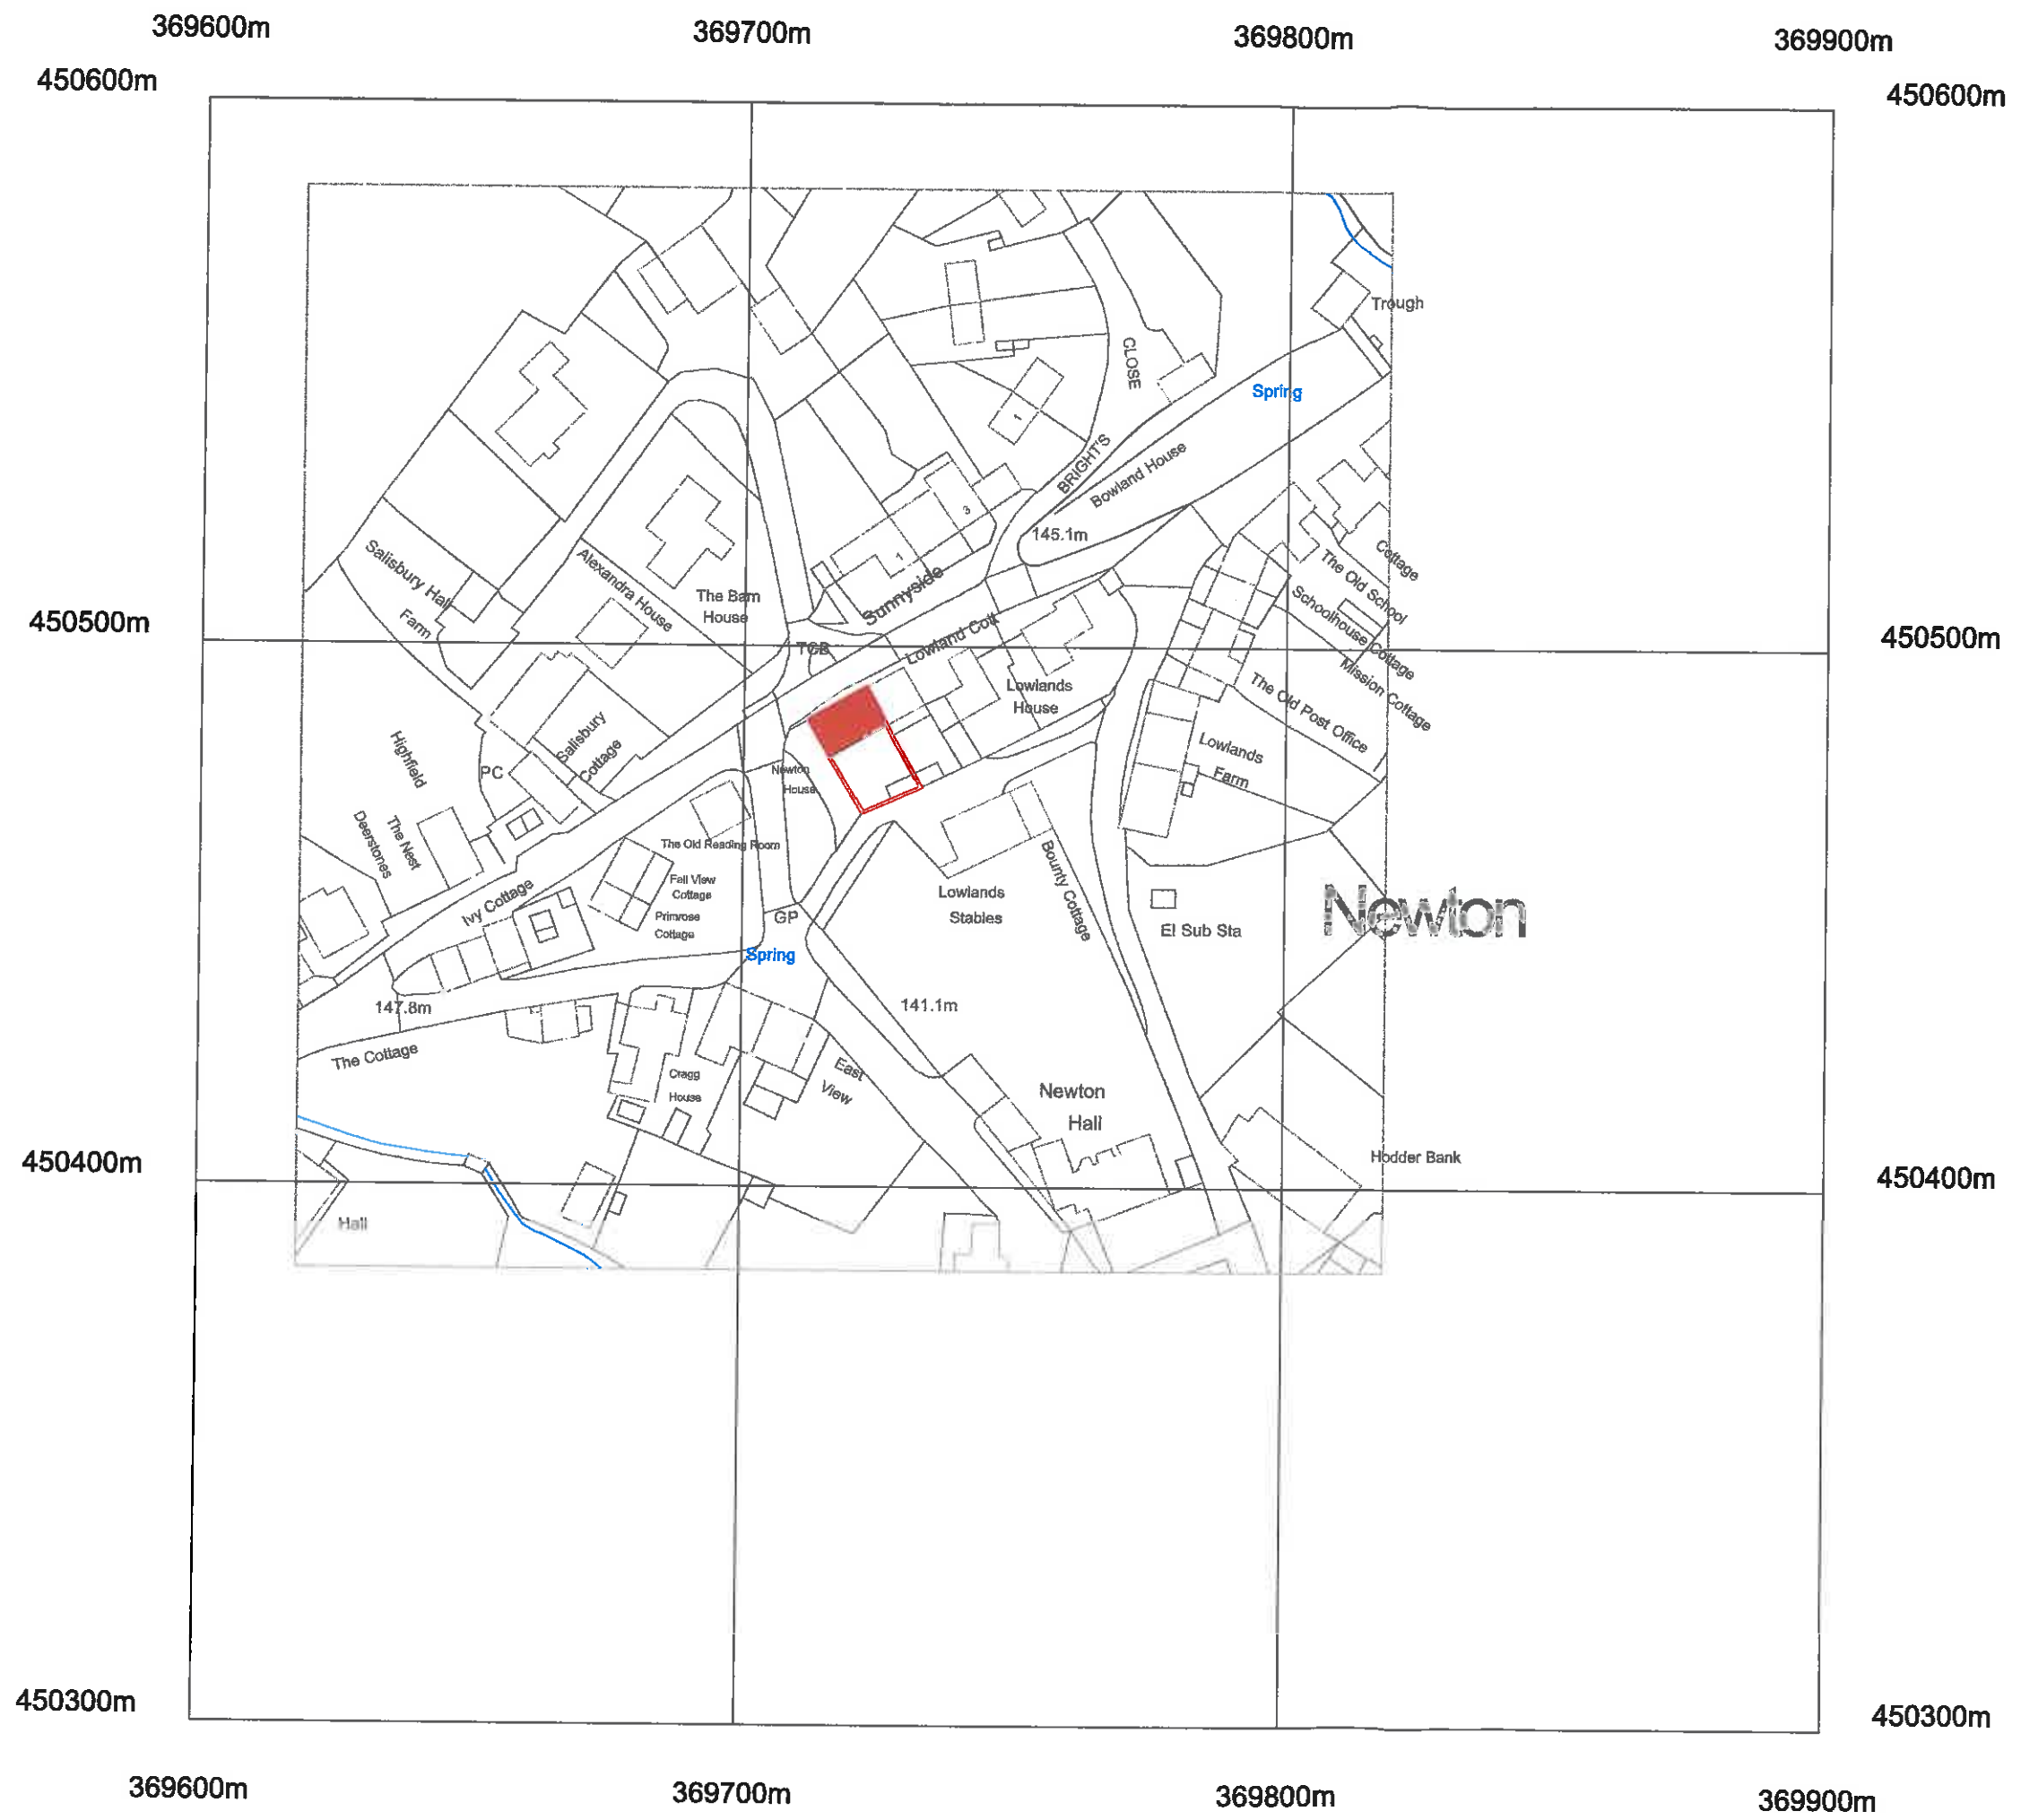 369600m
369700m
369800m
369900m
450600m
450600m
Trough
CLOSE
Spring
BRIGHT'S
Bowland House
3
1
1
145.1m
Salisbury Hall
Farm
Alexandra House
The Barn
House
Sunnyside
Cottage
The Old School
Schoolhouse Cottage
Mission Cottage
450500m
450500m
TCB
Lowland Cott
Lowlands
House
The Old Post Office
Salisbury
Cottage
Highfield
PC
Newton
House
Lowlands
Farm
Deerstones
The Nest
The Old Reading Room
Fell View
Cottage
Primrose
Cottage
Ivy Cottage
Lowlands
Stables
Bounty Cottage
GP
El Sub Sta
Newton
Spring
147.8m
141.1m
The Cottage
Cragg
House
East
View
Newton
Hall
Hodder Bank
450400m
450400m
Hall
450300m
450300m
369600m
369700m
369800m
369900m